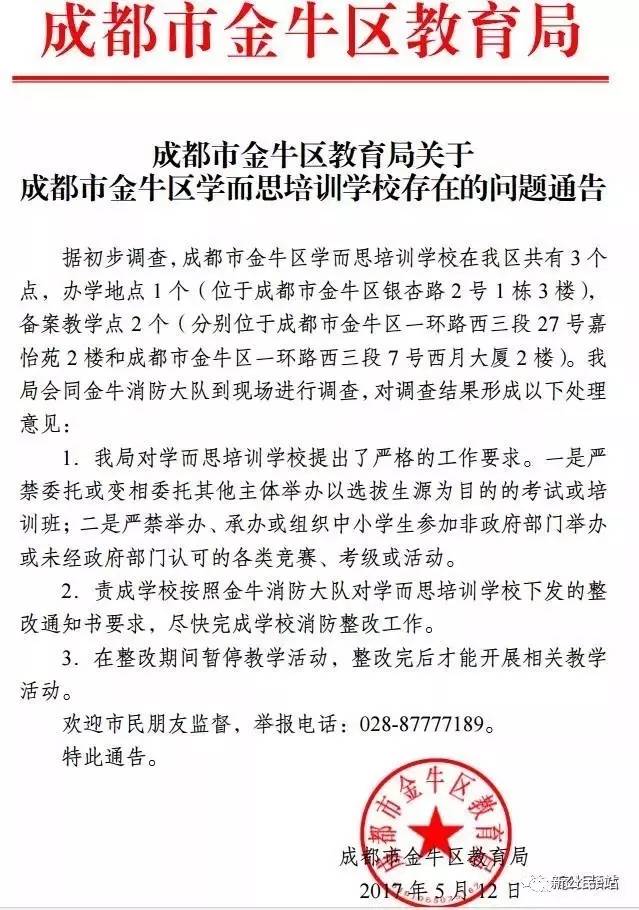 成都市金牛区教育局
成都市金牛区教育局关于
成都市金牛区学而思培训学校存在的问题通告
据初步调查,成都市金牛区学而思培训学校在我区共有3个
点，办学地点1个（位于成都市金牛区银杏路2号1栋3楼），
备案教学点2个（分别位于成都市金牛区一环路西三段27号嘉
怡苑2楼和成都市金牛区一环路西三段7号西月大厦2楼）。我
局会同金牛消防大队到现场进行调查,对调查结果形成以下处理
意见：
1．我局对学而思培训学校提出了严格的工作要求。一是严
禁委托或变相委托其他主体举办以选拔生源为目的的考试或培
训班；二是严禁举办、承办或组织中小学生参加非政府部门举办
或未经政府部门认可的各类竞赛、考级或活动。
2．责成学校按照金牛消防大队对学而思培训学校下发的整
改通知书要求，尽快完成学校消防整改工作。
3．在整改期间暂停教学活动，整改完后才能开展相关教学
活动。
欢迎市民朋友监督，举报电话：028-87777189。
特此通告。
成都市金牛区教育局
成都市金牛区教育局
2017年5月12日